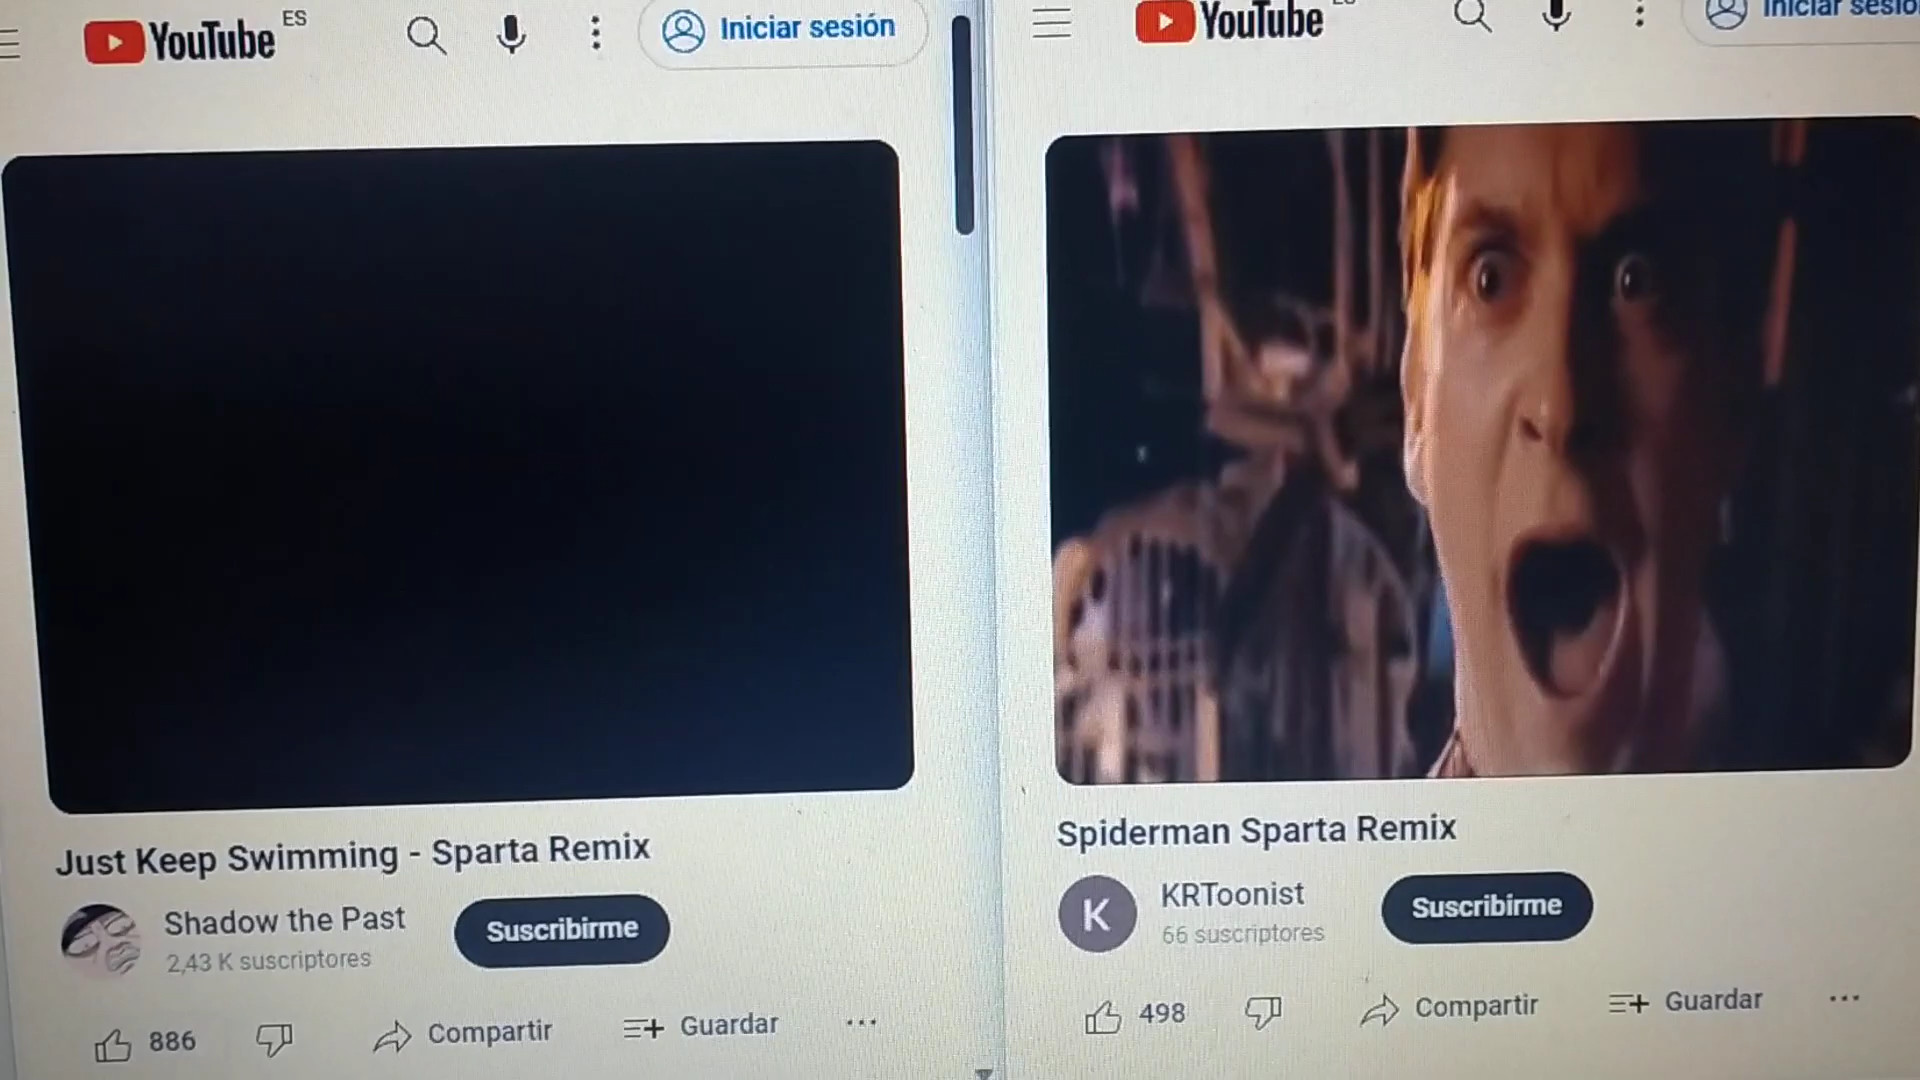 YouTube ES
Iniciar sesión
Just Keep Swimming - Sparta Remix
Shadow the Past
2,43 K suscriptores
Suscribirme
886
Compartir
Guardar
YouTube
Iniciar
Spiderman Sparta Remix
K
KRToonist
66 suscriptores
Suscribirme
498
Compartir
Guardar